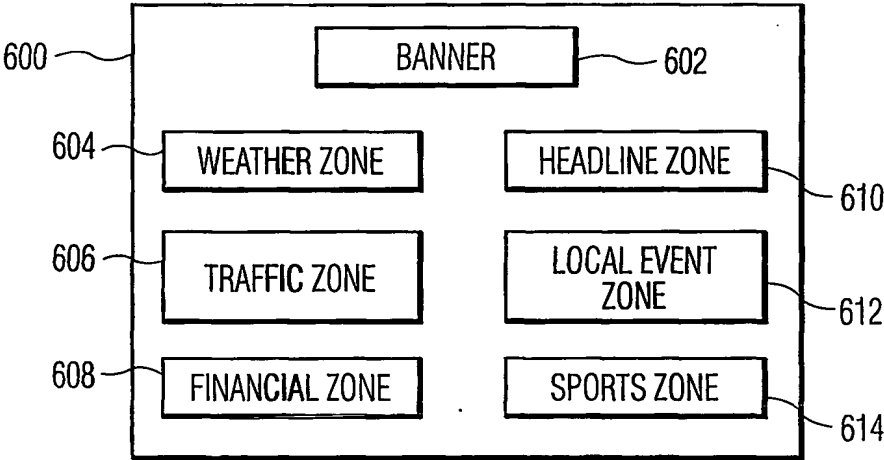 600
BANNER
602
604
WEATHER ZONE
HEADLINE ZONE
610
606
TRAFFIC ZONE
LOCAL EVENT
ZONE
612
608
FINANCIAL ZONE
SPORTS ZONE
614